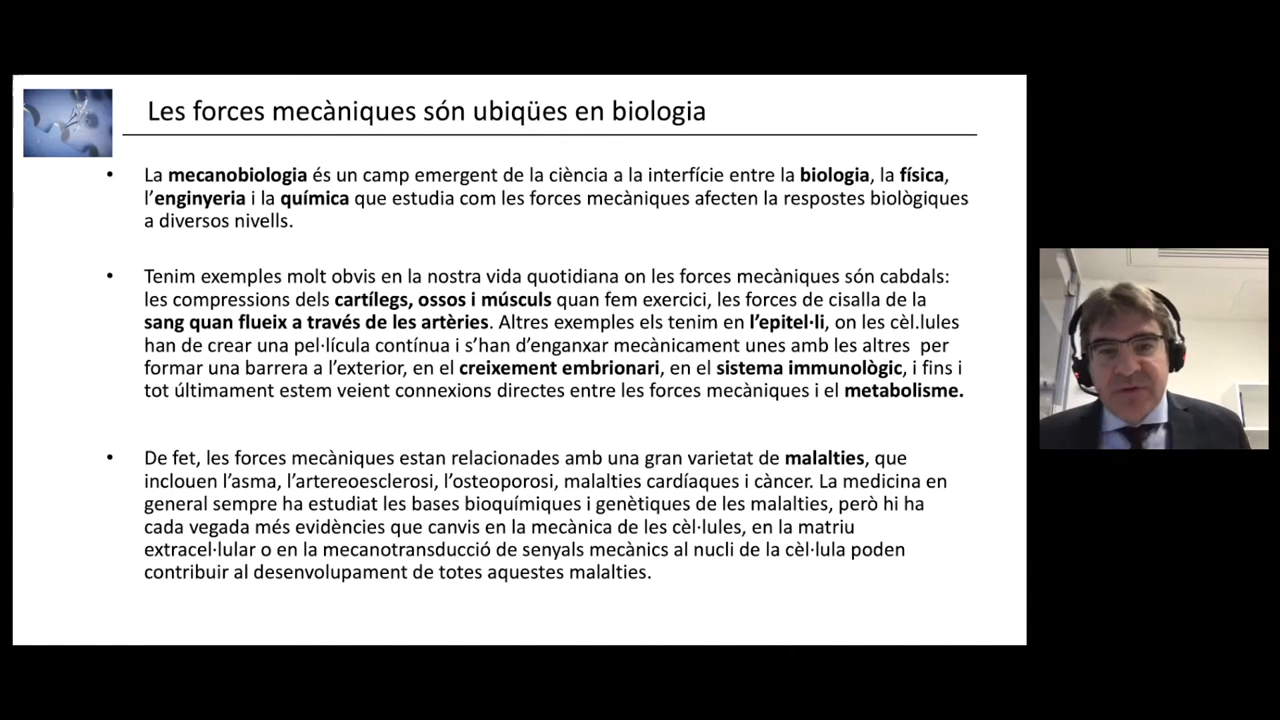 Les forces mecàniques són ubiqües en biologia
• La mecanobiologia és un camp emergent de la ciència a la interfície entre la biologia, la física,
l’enginyeria i la química que estudia com les forces mecàniques afecten la respostes biològiques
a diversos nivells.
• Tenim exemples molt obvis en la nostra vida quotidiana on les forces mecàniques són cabdals:
les compressions dels cartílegs, ossos i músculs quan fem exercici, les forces de cisalla de la
sang quan flueix a través de les artèries. Altres exemples els tenim en l’epitel·li, on les cèl.lules
han de crear una pel·lícula contínua i s’han d’enganxar mecànicament unes amb les altres per
formar una barrera a l’exterior, en el creixement embrionari, en el sistema immunològic, i fins i
tot últimament estem veient connexions directes entre les forces mecàniques i el metabolisme.
• De fet, les forces mecàniques estan relacionades amb una gran varietat de malalties, que
inclouen l’asma, l’artereoesclerosi, l’osteoporosi, malalties cardíaques i càncer. La medicina en
general sempre ha estudiat les bases bioquímiques i genètiques de les malalties, però hi ha
cada vegada més evidències que canvis en la mecànica de les cèl·lules, en la matriu
extracel·lular o en la mecanotransducció de senyals mecànics al nucli de la cèl·lula poden
contribuir al desenvolupament de totes aquestes malalties.